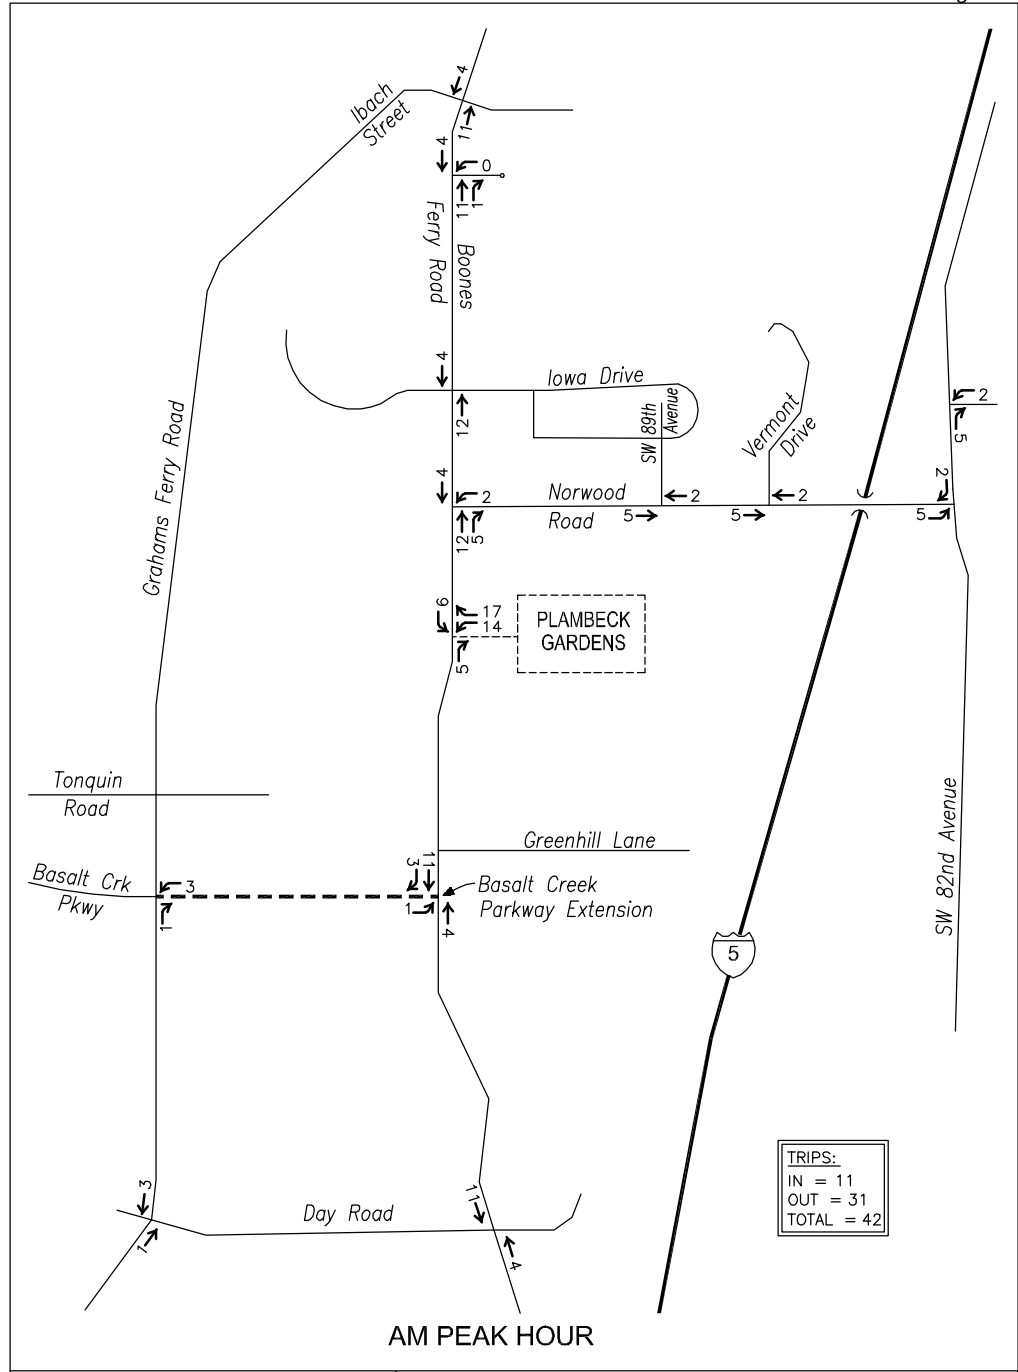 4
Ibach
Street
11
4
0
11
1
Boones
Ferry Road
4
Iowa Drive
12
SW 89th
Avenue
Vermont
Drive
2
5
Grahams Ferry Road
4
2
Norwood
Road
2
2
2
5
5
5
12
5
6
17
14
5
PLAMBECK
GARDENS
Tonquin
Road
Greenhill Lane
SW 82nd Avenue
Basalt Crk
Pkwy
3
1
3
11
1
4
Basalt Creek
Parkway Extension
5
3
1
Day Road
11
4
TRIPS:
IN = 11
OUT = 31
TOTAL = 42
AM PEAK HOUR